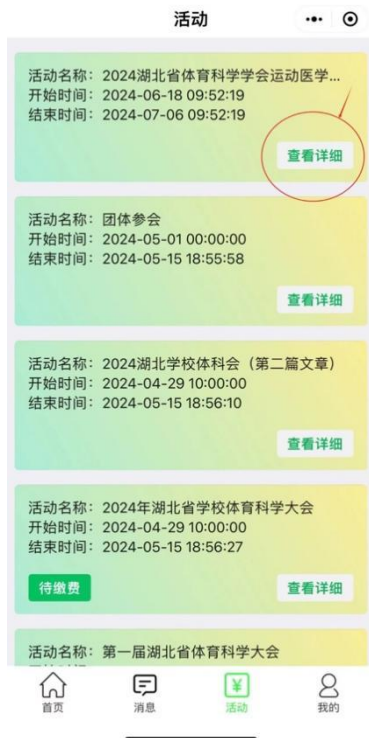 活动
活动名称：2024湖北省体育科学学会运动医学...
开始时间：2024-06-18 09:52:19
结束时间：2024-07-06 09:52:19
查看详细
活动名称：团体参会
开始时间：2024-05-01 00:00:00
结束时间：2024-05-15 18:55:58
查看详细
活动名称：2024湖北学校体科会（第二篇文章）
开始时间：2024-04-29 10:00:00
结束时间：2024-05-15 18:56:10
查看详细
活动名称：2024年湖北省学校体育科学大会
开始时间：2024-04-29 10:00:00
结束时间：2024-05-15 18:56:27
待缴费 查看详细
活动名称：第一届湖北省体育科学大会
¥
首页 消息 活动 我的